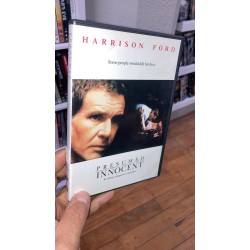 HARRISON FORD
Some people would kill for love.
PRESUMED
INNOCENT